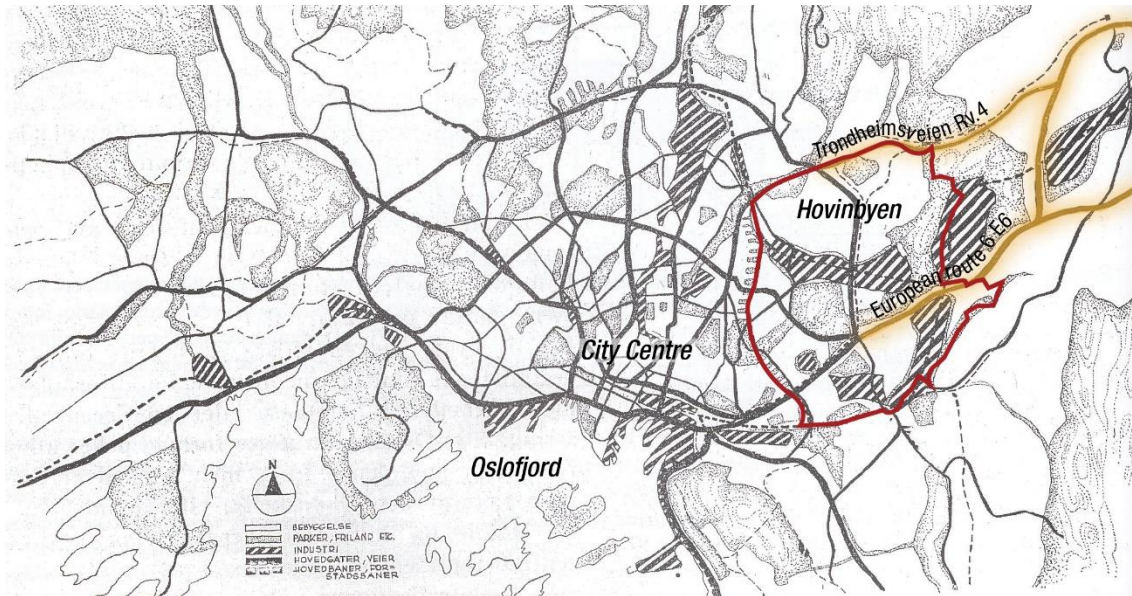 Trondheimsveien Rv.4
Hovinbyen
European route 6 E6
City Centre
Oslofjord
N
BEBYGGELSE
PARKER, FRILAND ETC.
INDUSTRI
HOVEDGATER, VEIER
HOVEDBANER, FOR-
STADSBANER